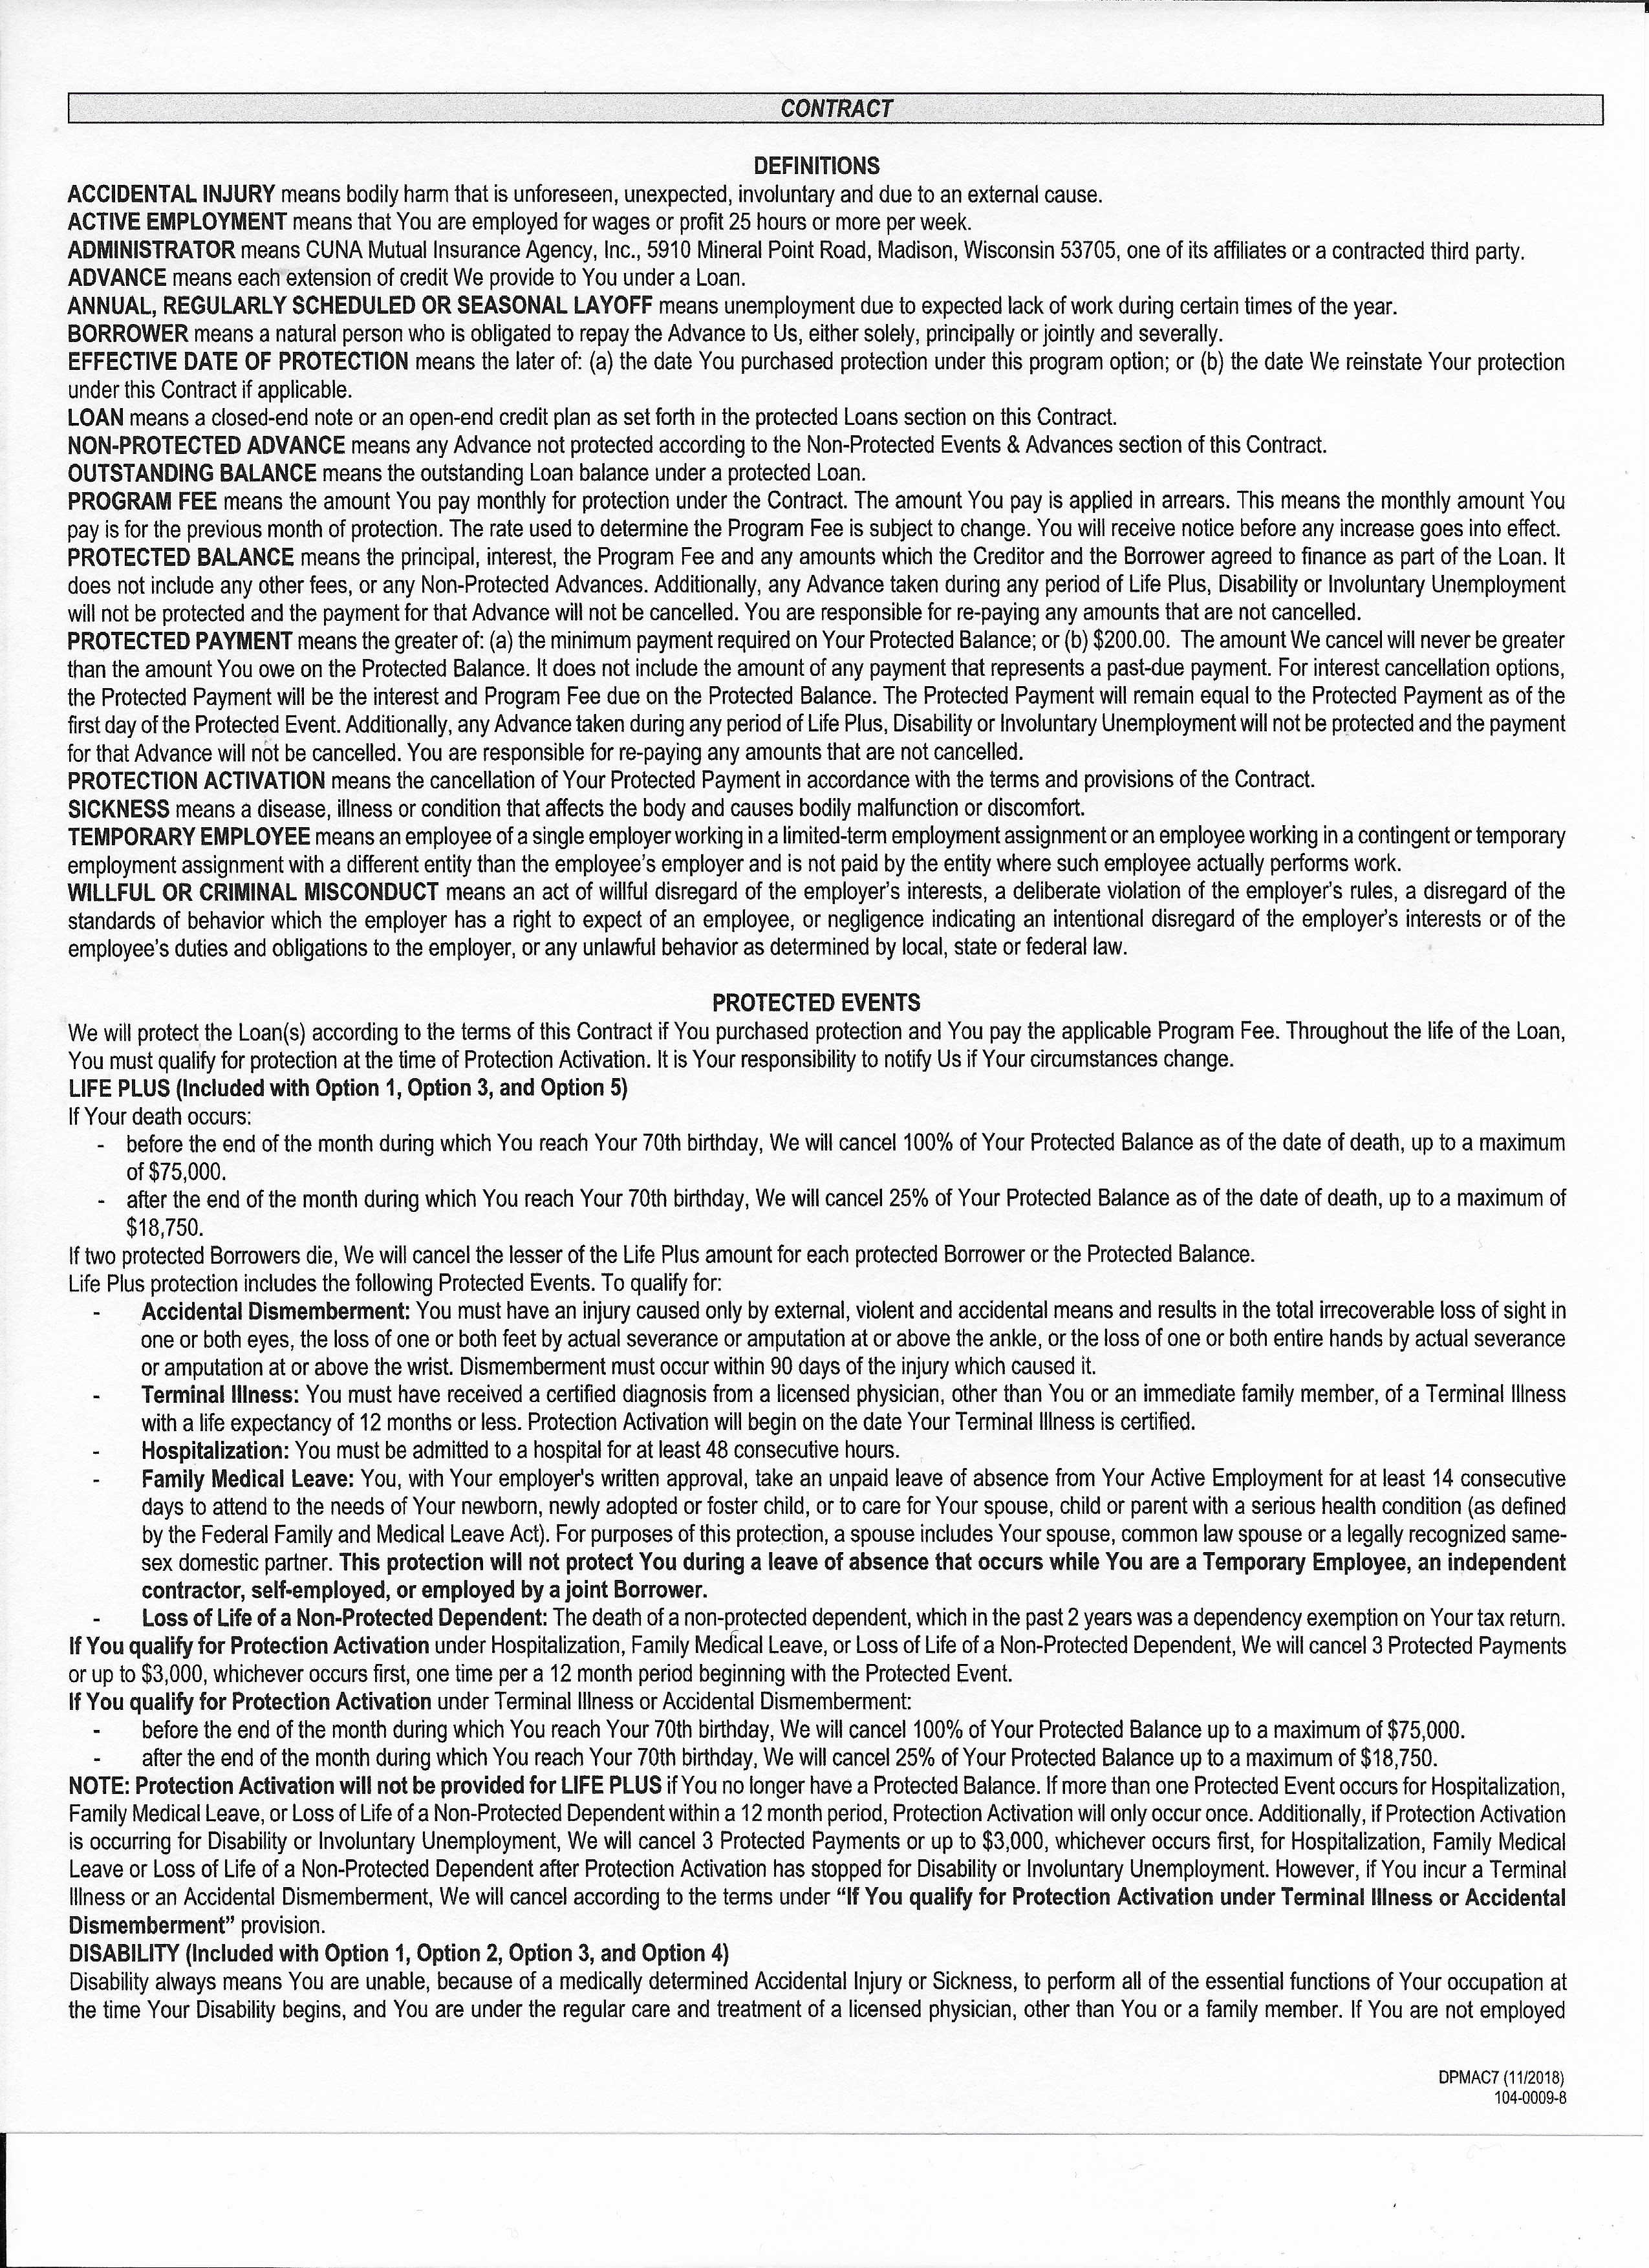 CONTRACT
DEFINITIONS
ACCIDENTAL INJURY means bodily harm that is unforeseen, unexpected, involuntary and due to an external cause.
ACTIVE EMPLOYMENT means that You are employed for wages or profit 25 hours or more per week.
ADMINISTRATOR means CUNA Mutual Insurance Agency, Inc., 5910 Mineral Point Road, Madison, Wisconsin 53705, one of its affiliates or a contracted third party.
ADVANCE means each extension of credit We provide to You under a Loan.
ANNUAL, REGULARLY SCHEDULED OR SEASONAL LAYOFF means unemployment due to expected lack of work during certain times of the year.
BORROWER means a natural person who is obligated to repay the Advance to Us, either solely, principally or jointly and severally.
EFFECTIVE DATE OF PROTECTION means the later of: (a) the date You purchased protection under this program option; or (b) the date We reinstate Your protection
under this Contract if applicable.
LOAN means a closed-end note or an open-end credit plan as set forth in the protected Loans section on this Contract.
NON-PROTECTED ADVANCE means any Advance not protected according to the Non-Protected Events & Advances section of this Contract.
OUTSTANDING BALANCE means the outstanding Loan balance under a protected Loan.
PROGRAM FEE means the amount You pay monthly for protection under the Contract. The amount You pay is applied in arrears. This means the monthly amount You
pay is for the previous month of protection. The rate used to determine the Program Fee is subject to change. You will receive notice before any increase goes into effect.
PROTECTED BALANCE means the principal, interest, the Program Fee and any amounts which the Creditor and the Borrower agreed to finance as part of the Loan. It
does not include any other fees, or any Non-Protected Advances. Additionally, any Advance taken during any period of Life Plus, Disability or Involuntary Unemployment
will not be protected and the payment for that Advance will not be cancelled. You are responsible for re-paying any amounts that are not cancelled.
PROTECTED PAYMENT means the greater of: (a) the minimum payment required on Your Protected Balance; or (b) $200.00. The amount We cancel will never be greater
than the amount You owe on the Protected Balance. It does not include the amount of any payment that represents a past-due payment. For interest cancellation options,
the Protected Payment will be the interest and Program Fee due on the Protected Balance. The Protected Payment will remain equal to the Protected Payment as of the
first day of the Protected Event. Additionally, any Advance taken during any period of Life Plus, Disability or Involuntary Unemployment will not be protected and the payment
for that Advance will not be cancelled. You are responsible for re-paying any amounts that are not cancelled.
PROTECTION ACTIVATION means the cancellation of Your Protected Payment in accordance with the terms and provisions of the Contract.
SICKNESS means a disease, illness or condition that affects the body and causes bodily malfunction or discomfort.
TEMPORARY EMPLOYEE means an employee of a single employer working in a limited-term employment assignment or an employee working in a contingent or temporary
employment assignment with a different entity than the employee's employer and is not paid by the entity where such employee actually performs work.
WILLFUL OR CRIMINAL MISCONDUCT means an act of willful disregard of the employer's interests, a deliberate violation of the employer's rules, a disregard of the
standards of behavior which the employer has a right to expect of an employee, or negligence indicating an intentional disregard of the employer's interests or of the
employee's duties and obligations to the employer, or any unlawful behavior as determined by local, state or federal law.
PROTECTED EVENTS
We will protect the Loan(s) according to the terms of this Contract if You purchased protection and You pay the applicable Program Fee. Throughout the life of the Loan,
You must qualify for protection at the time of Protection Activation. It is Your responsibility to notify Us if Your circumstances change.
LIFE PLUS (Included with Option 1, Option 3, and Option 5)
If Your death occurs:
- before the end of the month during which You reach Your 70th birthday, We will cancel 100% of Your Protected Balance as of the date of death, up to a maximum
of $75,000.
- after the end of the month during which You reach Your 70th birthday, We will cancel 25% of Your Protected Balance as of the date of death, up to a maximum of
$18,750.
If two protected Borrowers die, We will cancel the lesser of the Life Plus amount for each protected Borrower or the Protected Balance.
Life Plus protection includes the following Protected Events. To qualify for:
- Accidental Dismemberment: You must have an injury caused only by external, violent and accidental means and results in the total irrecoverable loss of sight in
one or both eyes, the loss of one or both feet by actual severance or amputation at or above the ankle, or the loss of one or both entire hands by actual severance
or amputation at or above the wrist. Dismemberment must occur within 90 days of the injury which caused it.
- Terminal Illness: You must have received a certified diagnosis from a licensed physician, other than You or an immediate family member, of a Terminal Illness
with a life expectancy of 12 months or less. Protection Activation will begin on the date Your Terminal Illness is certified.
- Hospitalization: You must be admitted to a hospital for at least 48 consecutive hours.
- Family Medical Leave: You, with Your employer's written approval, take an unpaid leave of absence from Your Active Employment for at least 14 consecutive
days to attend to the needs of Your newborn, newly adopted or foster child, or to care for Your spouse, child or parent with a serious health condition (as defined
by the Federal Family and Medical Leave Act). For purposes of this protection, a spouse includes Your spouse, common law spouse or a legally recognized same-
sex domestic partner. This protection will not protect You during a leave of absence that occurs while You are a Temporary Employee, an independent
contractor, self-employed, or employed by a joint Borrower.
- Loss of Life of a Non-Protected Dependent: The death of a non-protected dependent, which in the past 2 years was a dependency exemption on Your tax return.
If You qualify for Protection Activation under Hospitalization, Family Medical Leave, or Loss of Life of a Non-Protected Dependent, We will cancel 3 Protected Payments
or up to $3,000, whichever occurs first, one time per a 12 month period beginning with the Protected Event.
If You qualify for Protection Activation under Terminal Illness or Accidental Dismemberment:
- before the end of the month during which You reach Your 70th birthday, We will cancel 100% of Your Protected Balance up to a maximum of $75,000.
- after the end of the month during which You reach Your 70th birthday, We will cancel 25% of Your Protected Balance up to a maximum of $18,750.
NOTE: Protection Activation will not be provided for LIFE PLUS if You no longer have a Protected Balance. If more than one Protected Event occurs for Hospitalization,
Family Medical Leave, or Loss of Life of a Non-Protected Dependent within a 12 month period, Protection Activation will only occur once. Additionally, if Protection Activation
is occurring for Disability or Involuntary Unemployment, We will cancel 3 Protected Payments or up to $3,000, whichever occurs first, for Hospitalization, Family Medical
Leave or Loss of Life of a Non-Protected Dependent after Protection Activation has stopped for Disability or Involuntary Unemployment. However, if You incur a Terminal
Illness or an Accidental Dismemberment, We will cancel according to the terms under “If You qualify for Protection Activation under Terminal Illness or Accidental
Dismemberment” provision.
DISABILITY (Included with Option 1, Option 2, Option 3, and Option 4)
Disability always means You are unable, because of a medically determined Accidental Injury or Sickness, to perform all of the essential functions of Your occupation at
the time Your Disability begins, and You are under the regular care and treatment of a licensed physician, other than You or a family member. If You are not employed
DPMAC7 (11/2018)
104-0009-8